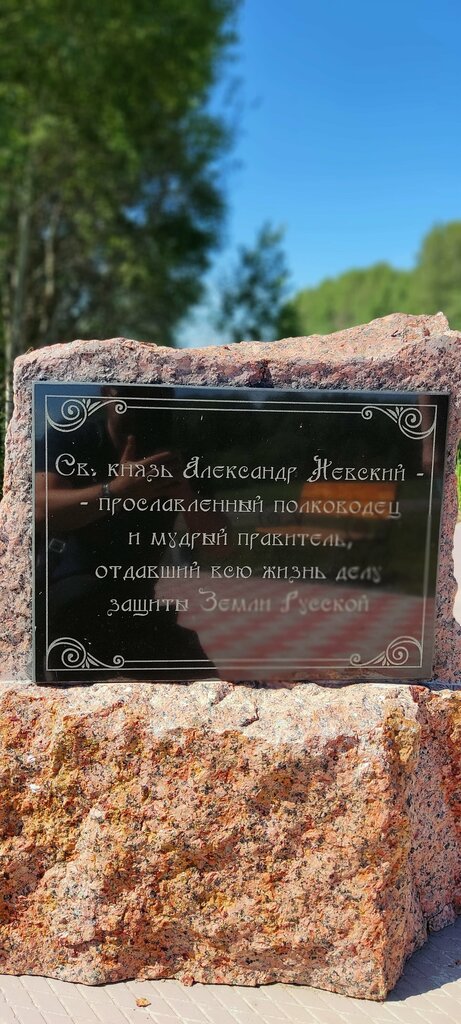 Св. князь Александр Невский -
- прославленный полководец
и мудрый правитель,
отдавший всю жизнь делу
защиты Земли Русской